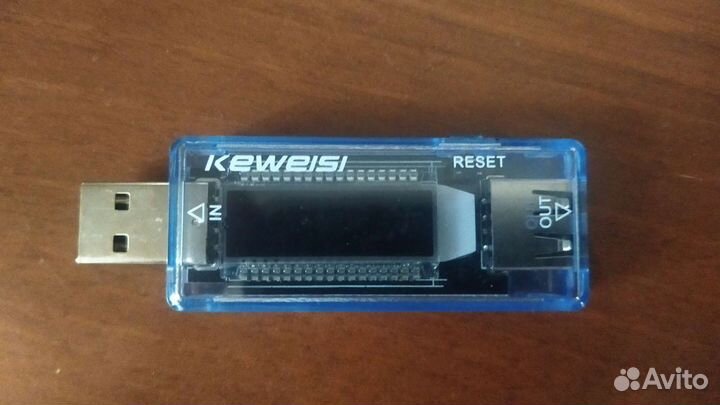 KEWEISI
RESET
IN
OUT
Avito